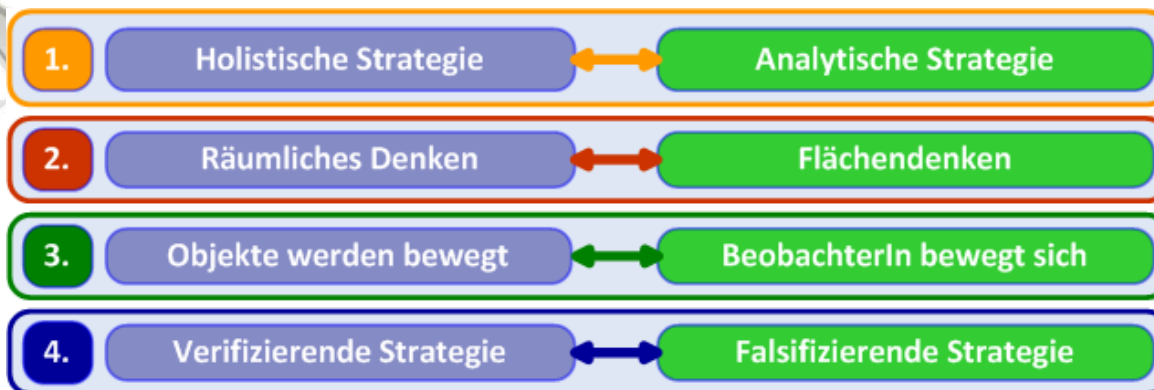 1. Holistische Strategie Analytische Strategie
2. Räumliches Denken Flächendenken
3. Objekte werden bewegt BeobachterIn bewegt sich
4. Verifizierende Strategie Falsifizierende Strategie